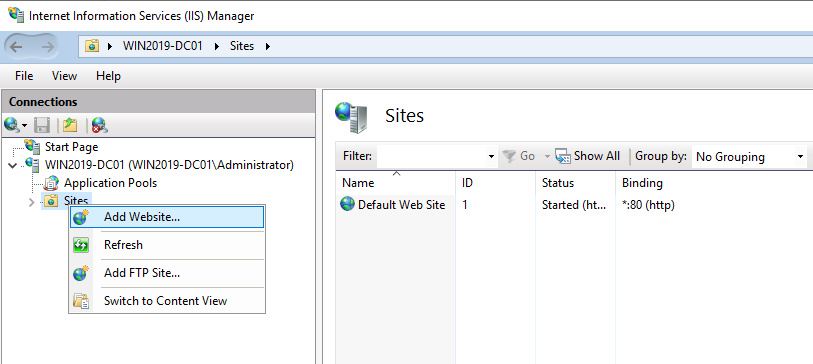 Internet Information Services (IIS) Manager
WIN2019-DC01 Sites
File View Help
Connections
Start Page
WIN2019-DC01 (WIN2019-DC01\Administrator)
Application Pools
Sites
Add Website...
Refresh
Add FTP Site...
Switch to Content View
Sites
Filter: Go Show All Group by: No Grouping
Name ID Status Binding
Default Web Site 1 Started (ht... *:80 (http)